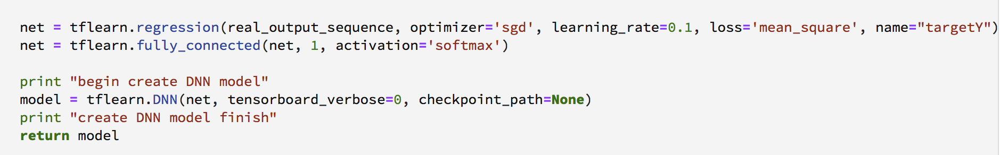 net = tflearn.regression(real_output_sequence, optimizer='sgd', learning_rate=0.1, loss='mean_square', name="targetY")
net = tflearn.fully_connected(net, 1, activation='softmax')
print "begin create DNN model"
model = tflearn.DNN(net, tensorboard_verbose=0, checkpoint_path=None)
print "create DNN model finish"
return model